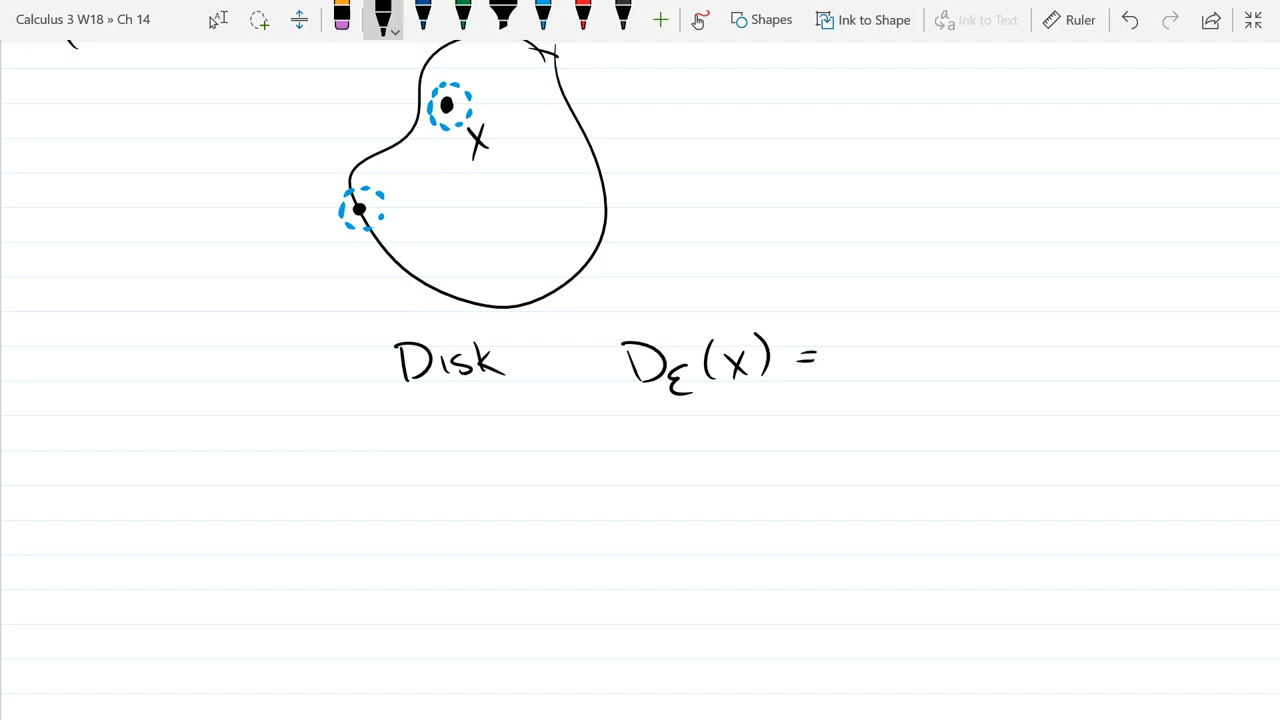 Calculus 3 W18 » Ch 14
Shapes
Ink to Shape
Ink to Text
Ruler
x
Disk Dε(x) =